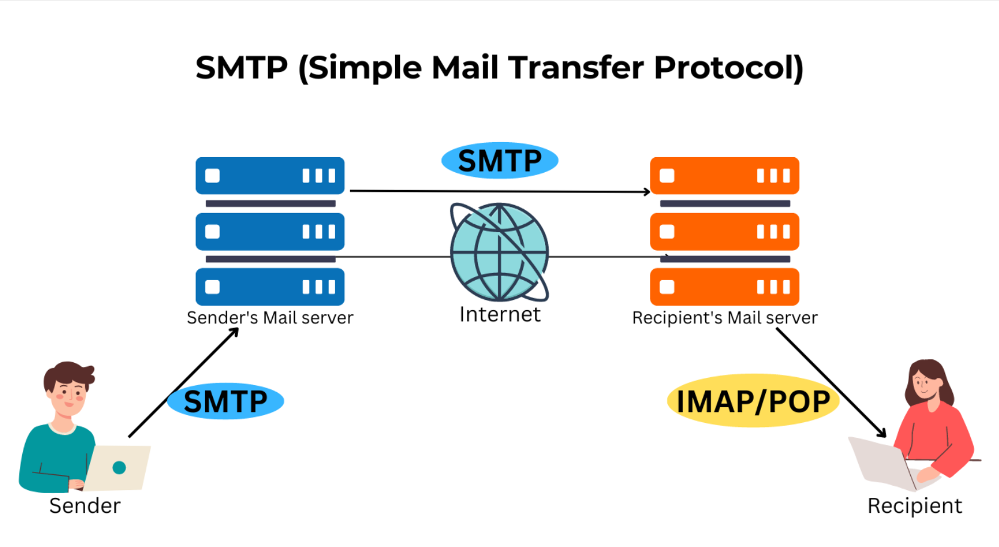 SMTP (Simple Mail Transfer Protocol)
SMTP
Sender's Mail server
Internet
Recipient's Mail server
SMTP
IMAP/POP
Sender
Recipient